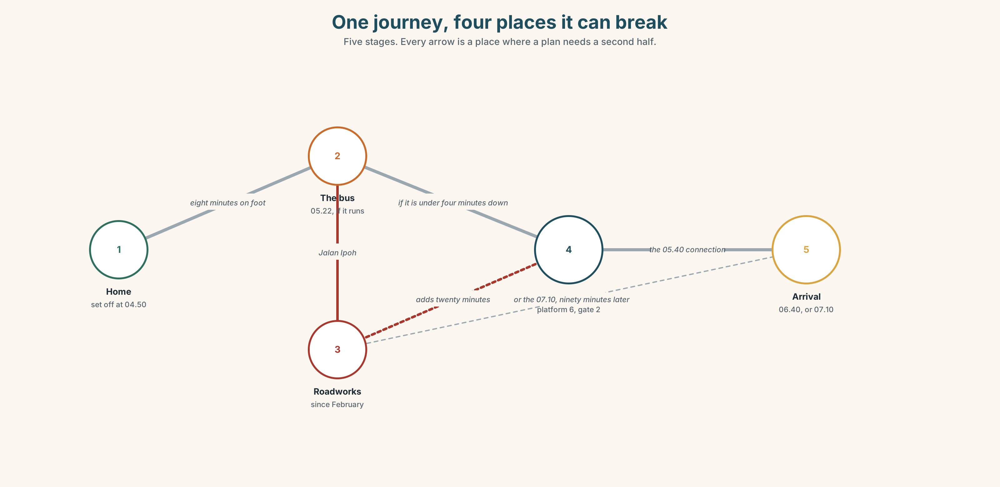 One journey, four places it can break
Five stages. Every arrow is a place where a plan needs a second half.
2
The bus
05.22, if it runs
eight minutes on foot
if it is under four minutes down
1
Home
set off at 04.50
Jalan Ipoh
4
the 05.40 connection
5
adds twenty minutes
or the 07.10, ninety minutes later
platform 6, gate 2
Arrival
06.40, or 07.10
3
Roadworks
since February